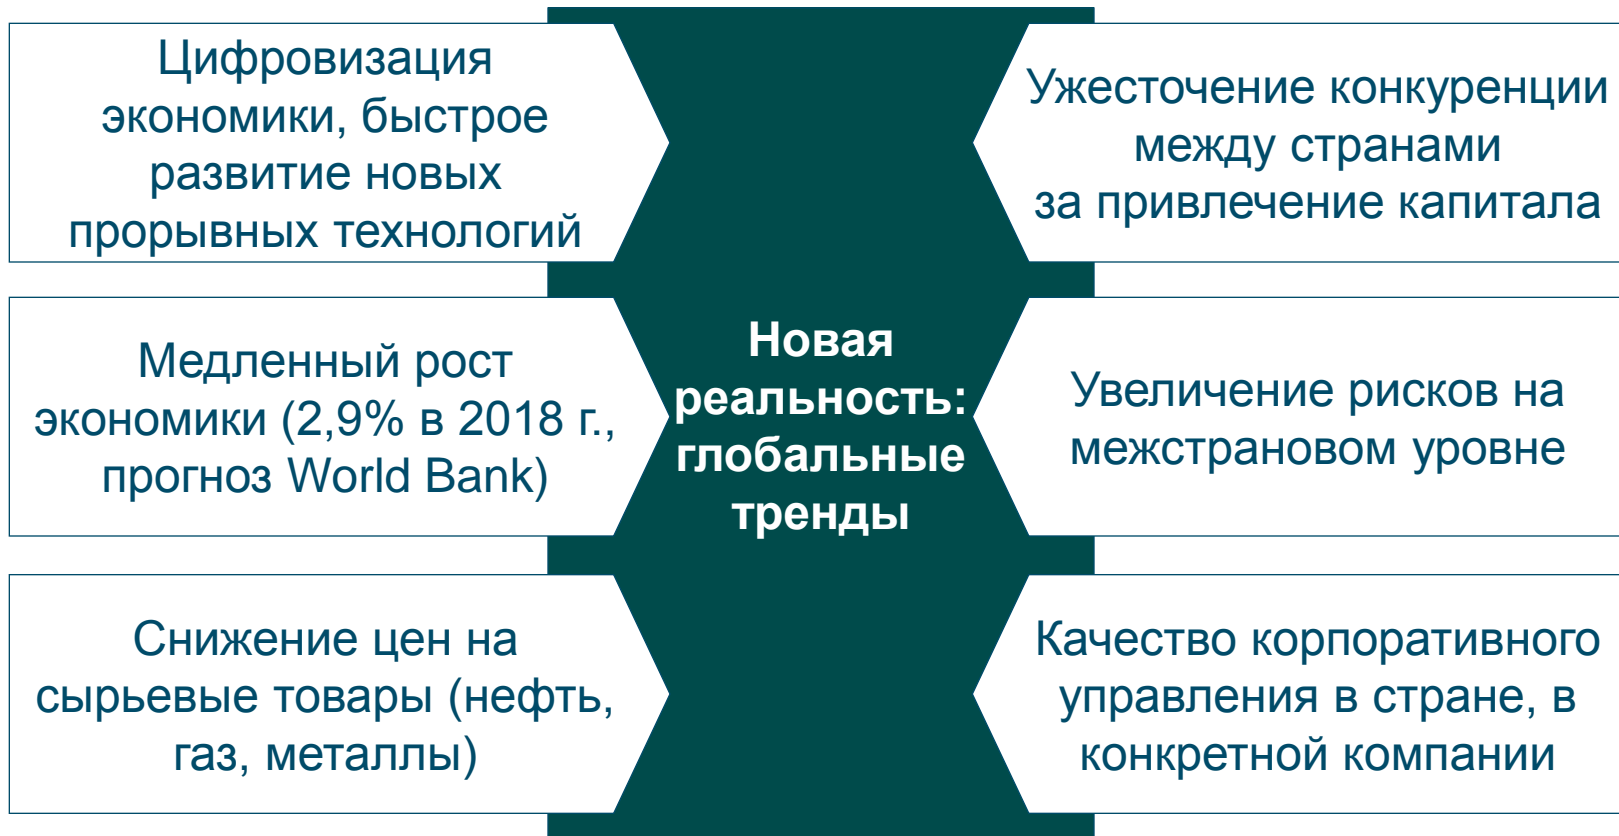 Цифровизация
экономики, быстрое
развитие новых
прорывных технологий
Медленный рост
экономики (2,9% в 2018 г.,
прогноз World Bank)
Снижение цен на
сырьевые товары (нефть,
газ, металлы)
Новая
реальность:
глобальные
тренды
Ужесточение конкуренции
между странами
за привлечение капитала
Увеличение рисков на
межстрановом уровне
Качество корпоративного
управления в стране, в
конкретной компании